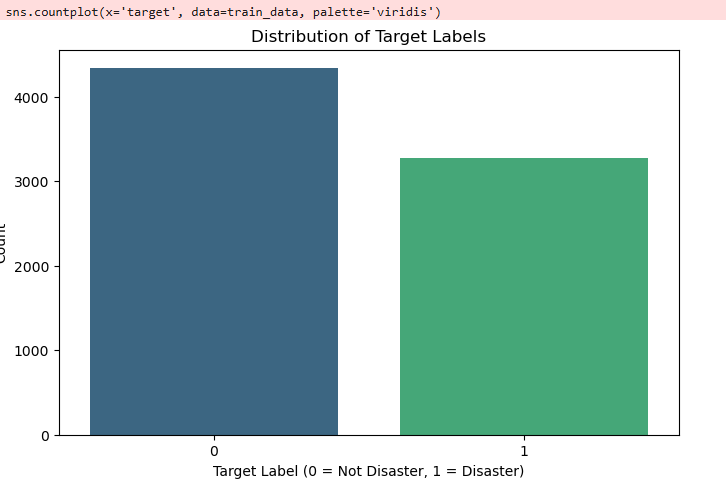 sns.countplot(x='target', data=train_data, palette='viridis')
Distribution of Target Labels
4000
3000
2000
1000
0
Count
0 1
Target Label (0 = Not Disaster, 1 = Disaster)